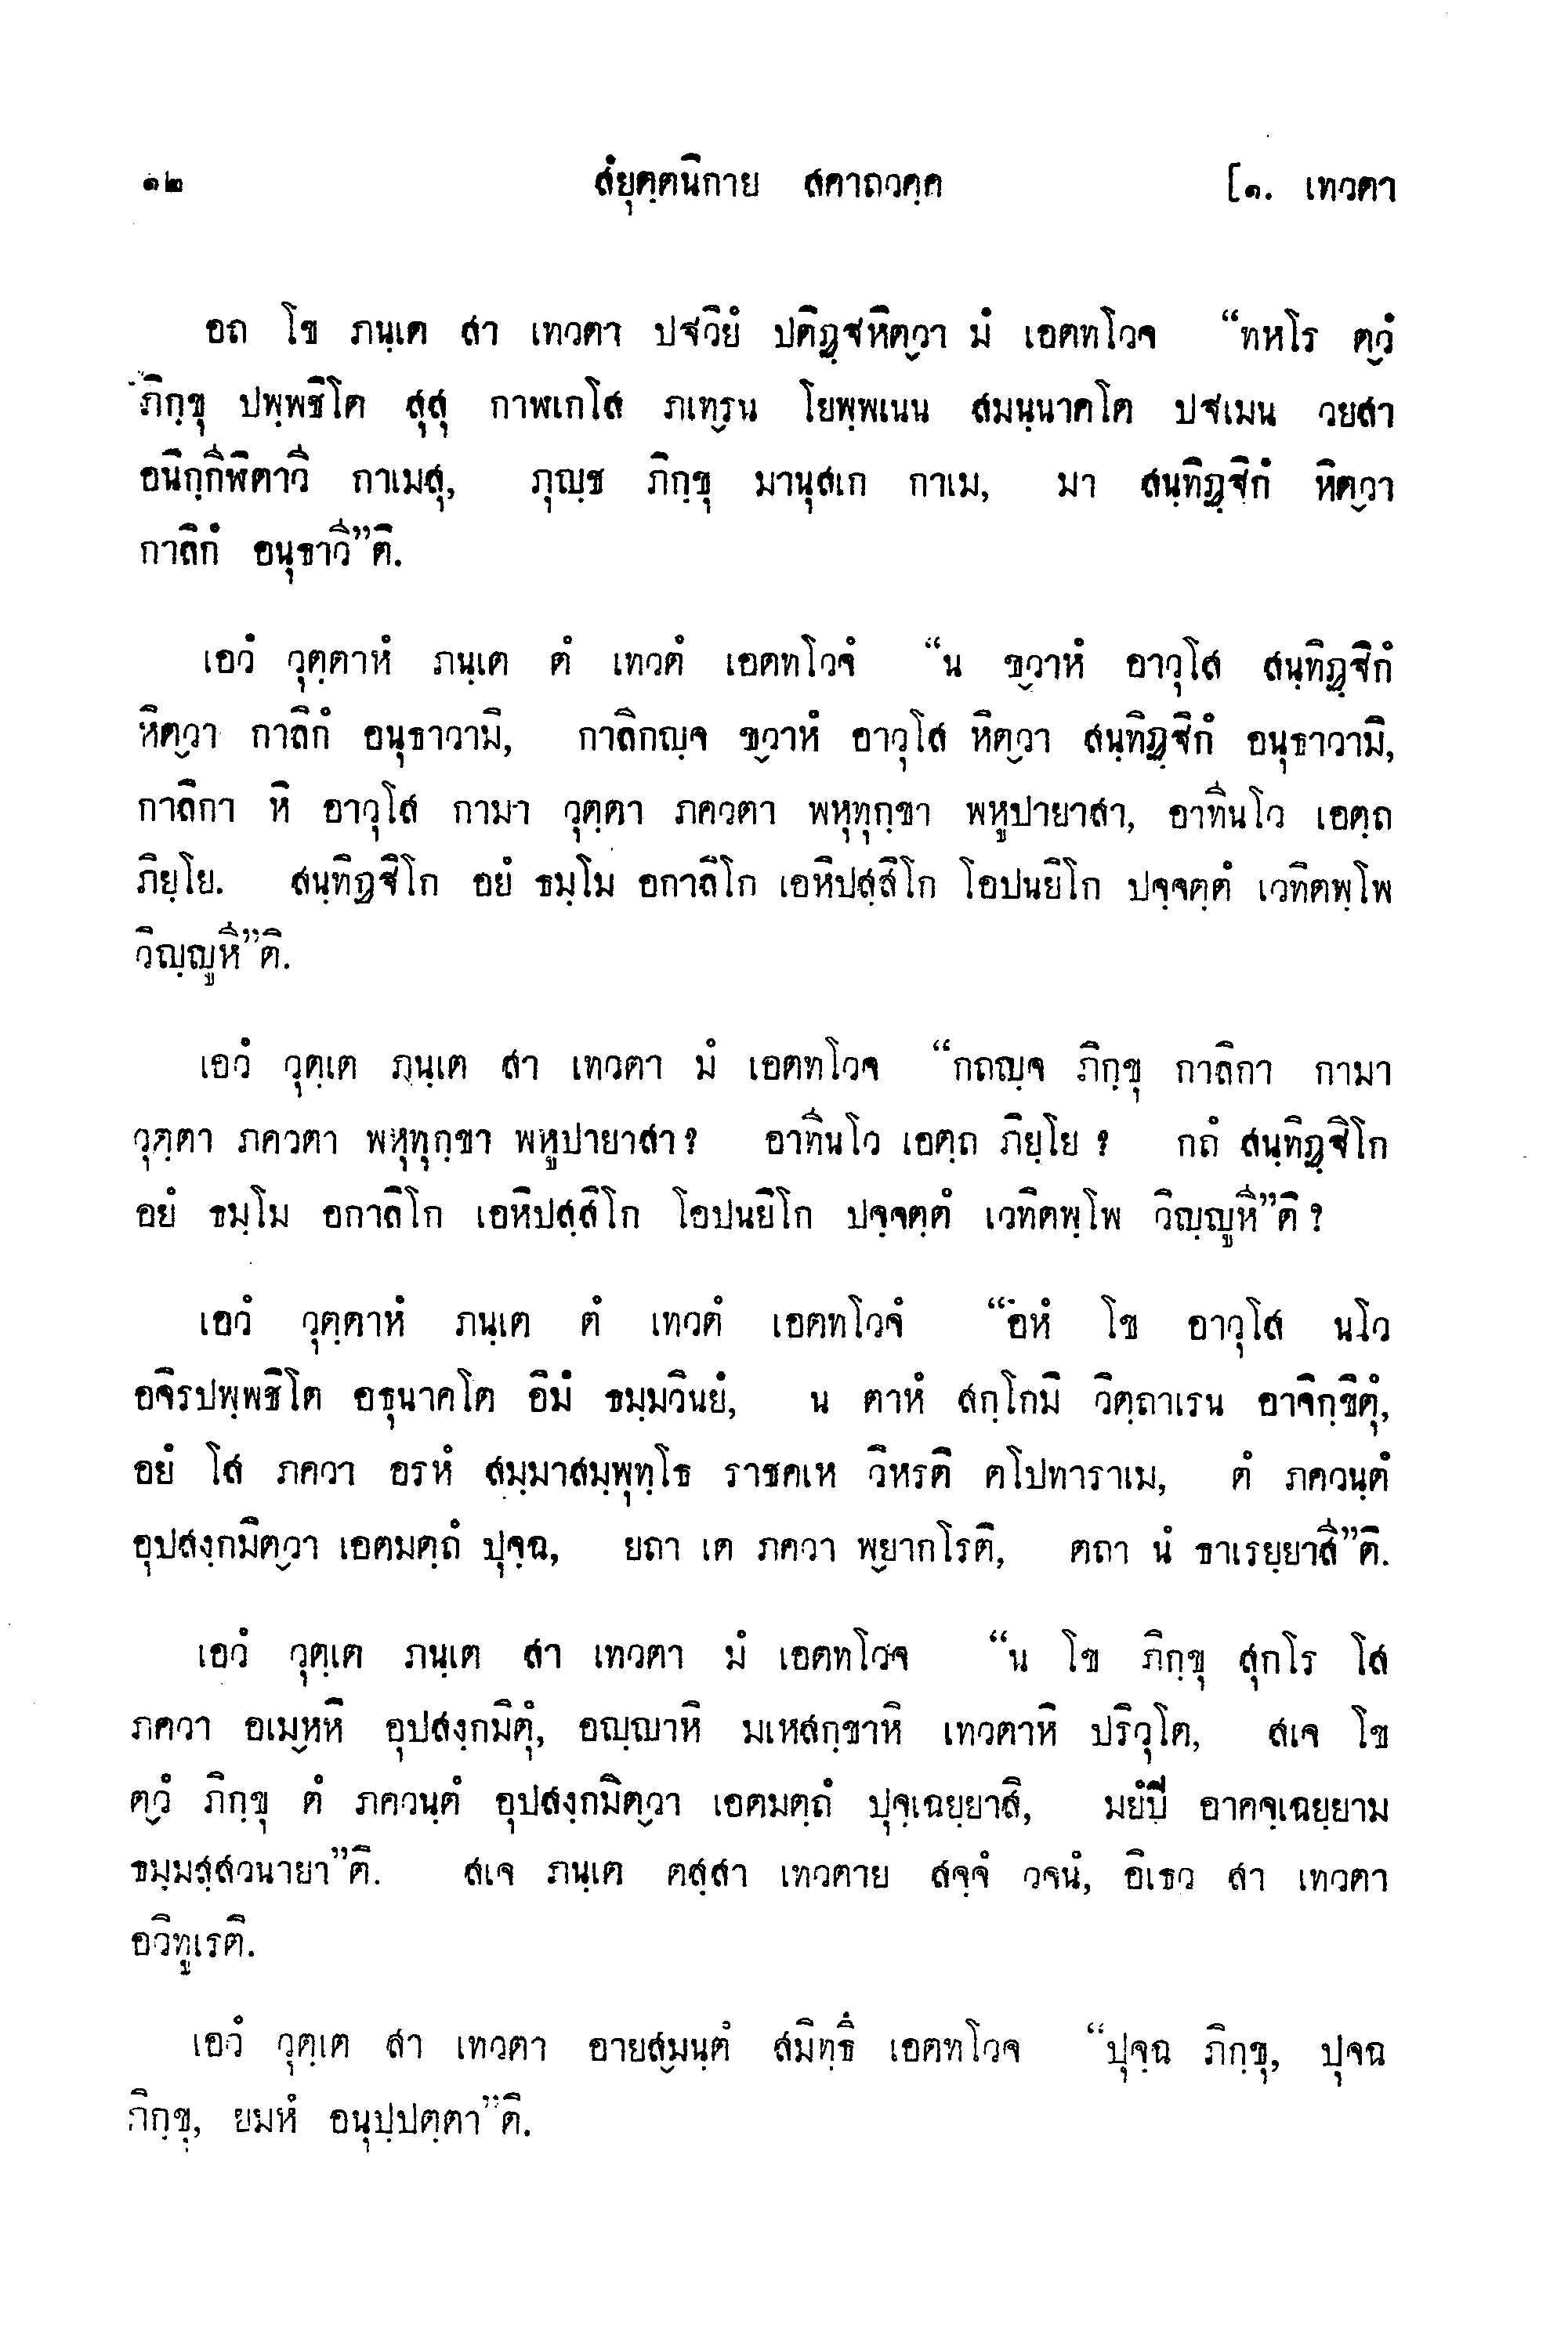 ๑๒ สํยุตฺตนิกาย สคาถวคฺค [๑. เทวตา
อถ โข ภนฺเต สา เทวตา ปฐวิยํ ปติฏฺฐหิตฺวา มํ เอตทโวจ “ทหโร ตฺวํ
ภิกฺขุ ปพฺพชิโต สุสุ กาฬเกโส ภเทฺรน โยพฺพเนน สมนฺนาคโต ปฐเมน วยสา
อนิกฺกีฬิตาวี กาเมสุ, ภุญฺช ภิกฺขุ มานุสเก กาเม, มา สนฺทิฏฺฐิกํ หิตฺวา
กาลิกํ อนุธาวี”ติ.
เอวํ วุตฺตาหํ ภนฺเต ตํ เทวตํ เอตทโวจํ “น ขฺวาหํ อาวุโส สนฺทิฏฺฐิกํ
หิตฺวา กาลิกํ อนุธาวามิ, กาลิกญฺจ ขฺวาหํ อาวุโส หิตฺวา สนฺทิฏฺฐิกํ อนุธาวามิ,
กาลิกา หิ อาวุโส กามา วุตฺตา ภควตา พหุทุกฺขา พหูปายาสา, อาทีนโว เอตฺถ
ภิยฺโย. สนฺทิฏฺฐิโก อยํ ธมฺโม อกาลิโก เอหิปสฺสิโก โอปนยิโก ปจฺจตฺตํ เวทิตพฺโพ
วิญฺญูหี”ติ.
เอวํ วุตฺเต ภนฺเต สา เทวตา มํ เอตทโวจ “กถญฺจ ภิกฺขุ กาลิกา กามา
วุตฺตา ภควตา พหุทุกฺขา พหูปายาสา? อาทีนโว เอตฺถ ภิยฺโย ? กถํ สนฺทิฏฺฐิโก
อยํ ธมฺโม อกาลิโก เอหิปสฺสิโก โอปนยิโก ปจฺจตฺตํ เวทิตพฺโพ วิญฺญูหี”ติ ?
เอวํ วุตฺตาหํ ภนฺเต ตํ เทวตํ เอตทโวจํ “อหํ โข อาวุโส นโว
อจิรปพฺพชิโต อธุนาคโต อิมํ ธมฺมวินยํ, น ตาหํ สกฺโกมิ วิตฺถาเรน อาจิกฺขิตุํ,
อยํ โส ภควา อรหํ สมฺมาสมฺพุทฺโธ ราชคเห วิหรติ ตโปทาราเม, ตํ ภควนฺตํ
อุปสงฺกมิตฺวา เอตมตฺถํ ปุจฺฉ, ยถา เต ภควา พฺยากโรติ, ตถา นํ ธาเรยฺยาสี”ติ.
เอวํ วุตฺเต ภนฺเต สา เทวตา มํ เอตทโวจ “น โข ภิกฺขุ สุกโร โส
ภควา อเมฺหหิ อุปสงฺกมิตุํ, อญฺญาหิ มเหสกฺขาหิ เทวตาหิ ปริวุโต, สเจ โข
ตฺวํ ภิกฺขุ ตํ ภควนฺตํ อุปสงฺกมิตฺวา เอตมตฺถํ ปุจฺเฉยฺยาสิ, มยํปิ อาคจฺเฉยฺยาม
ธมฺมสฺสวนายา”ติ. สเจ ภนฺเต ตสฺสา เทวตาย สจฺจํ วจนํ, อิเธว สา เทวตา
อวิทูเรติ.
เอวํ วุตฺเต สา เทวตา อายสฺมนฺตํ สมิทฺธึ เอตทโวจ “ปุจฺฉ ภิกฺขุ, ปุจฉ
ภิกฺขุ, ยมหํ อนุปฺปตฺตา”ติ.